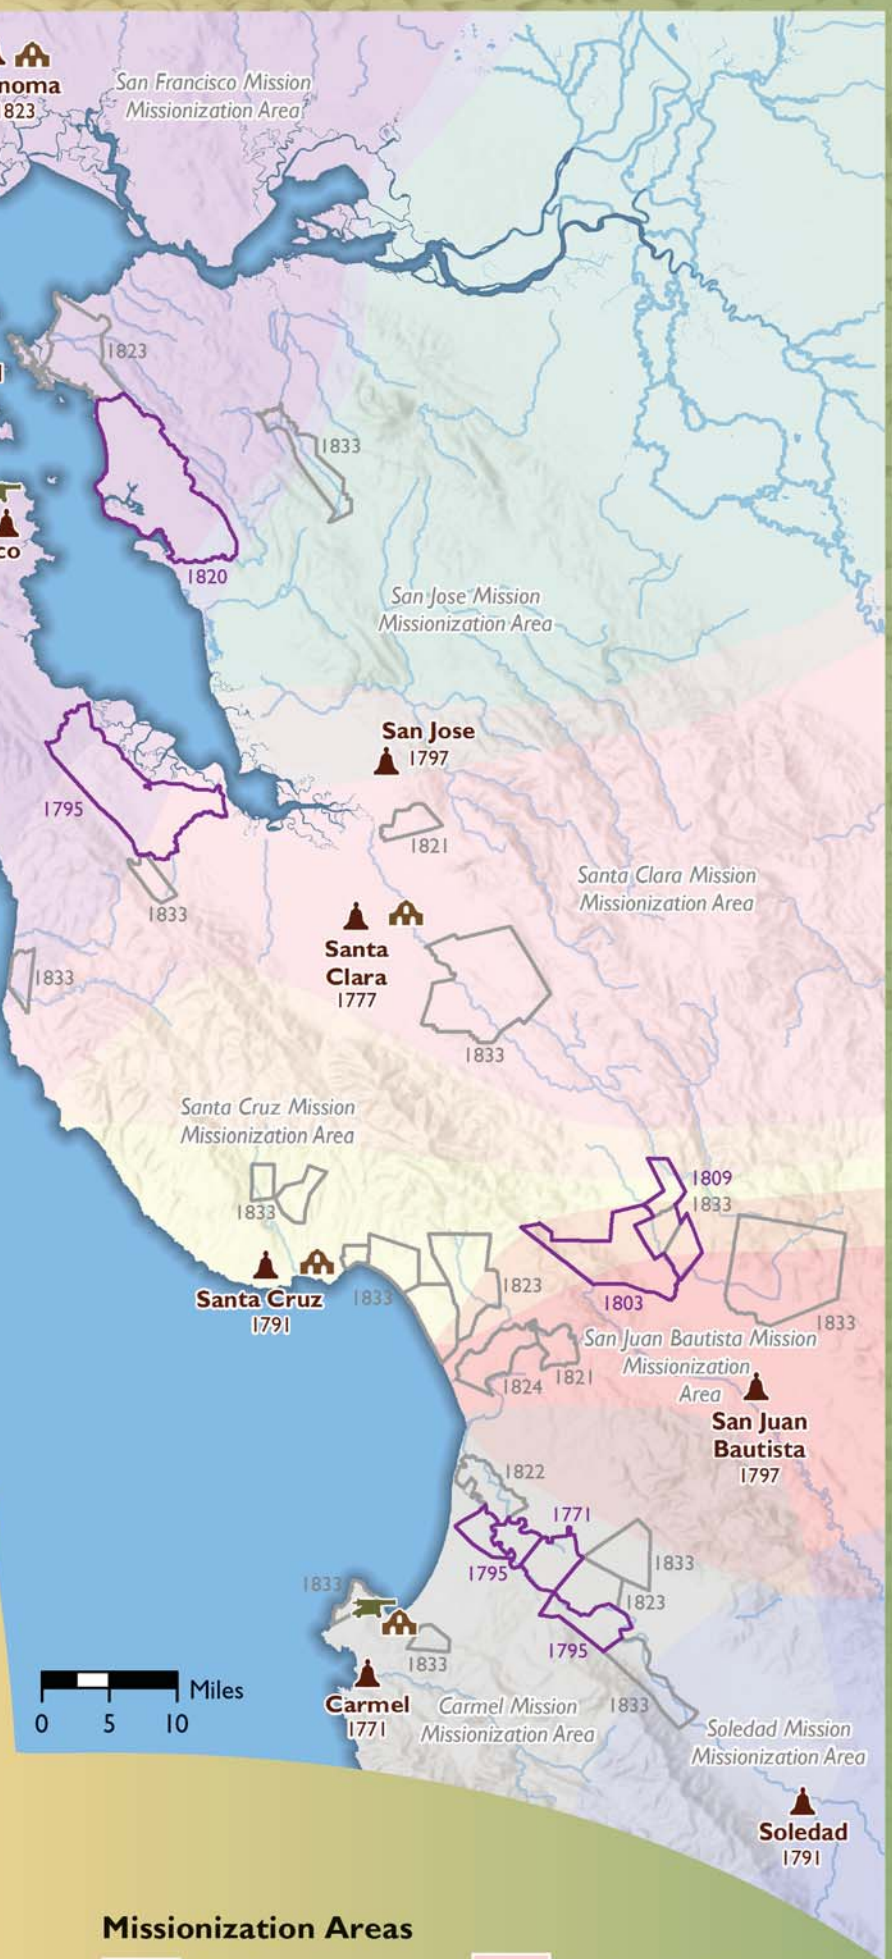 noma
823
San Francisco Mission
Missionization Area
1823
1833
co
1820
San Jose Mission
Missionization Area
San Jose
1797
1795
1821
1833
Santa Clara Mission
Missionization Area
Santa
Clara
1777
1833
1833
Santa Cruz Mission
Missionization Area
1809
1833
1833
1803
1833
Santa Cruz
1791
1833
1823
San Juan Bautista Mission
Missionization
Area
1824
1821
San Juan
Bautista
1797
1822
1771
1795
1833
1823
1833
1795
1833
1833
Miles
0 5 10
Carmel
1771
Carmel Mission
Missionization Area
Soledad Mission
Missionization Area
Soledad
1791
Missionization Areas